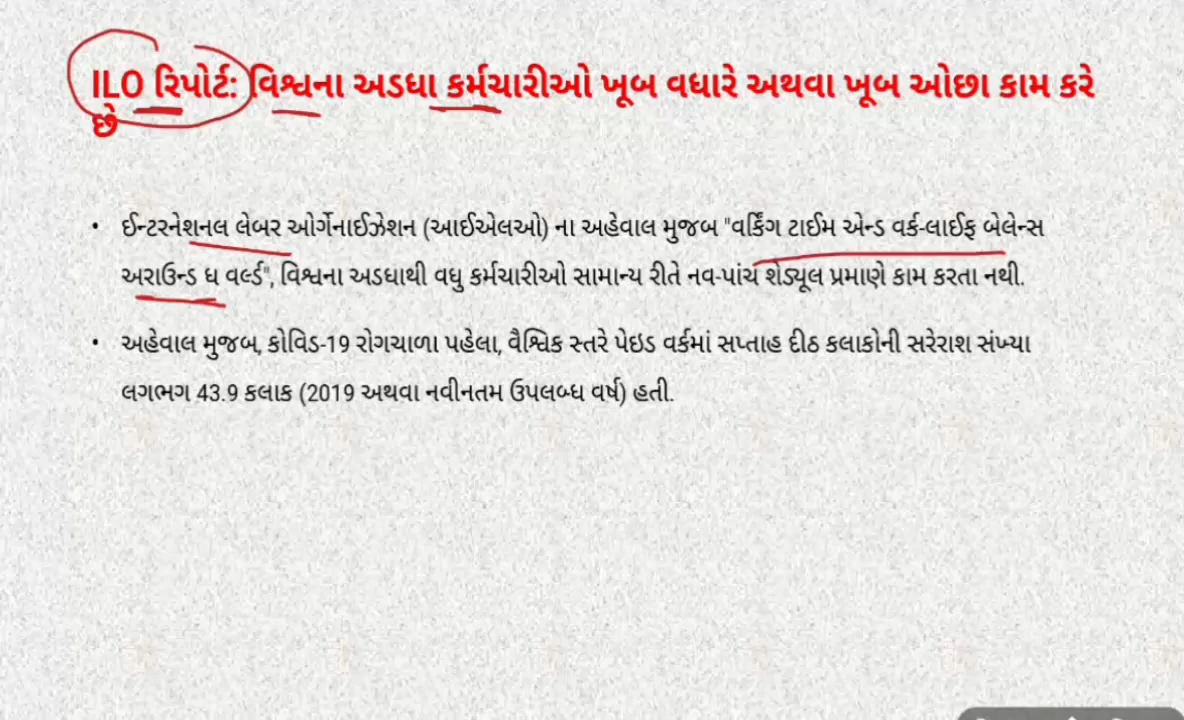 ILO રિપોર્ટ: વિશ્વના અડધા કર્મચારીઓ ખૂબ વધારે અથવા ખૂબ ઓછા કામ કરે
છે
• ઈન્ટરનેશનલ લેબર ઓર્ગેનાઈઝેશન (આઈએલઓ) ના અહેવાલ મુજબ "વર્કિંગ ટાઈમ એન્ડ વર્ક-લાઈફ બેલેન્સ
અરાઉન્ડ ધ વર્લ્ડ", વિશ્વના અડધાથી વધુ કર્મચારીઓ સામાન્ય રીતે નવ-પાંચ શેડ્યૂલ પ્રમાણે કામ કરતા નથી.
• અહેવાલ મુજબ, કોવિડ-19 રોગચાળા પહેલા, વૈશ્વિક સ્તરે પેઇડ વર્કમાં સપ્તાહ દીઠ કલાકોની સરેરાશ સંખ્યા
લગભગ 43.9 કલાક (2019 અથવા નવીનતમ ઉપલબ્ધ વર્ષ) હતી.